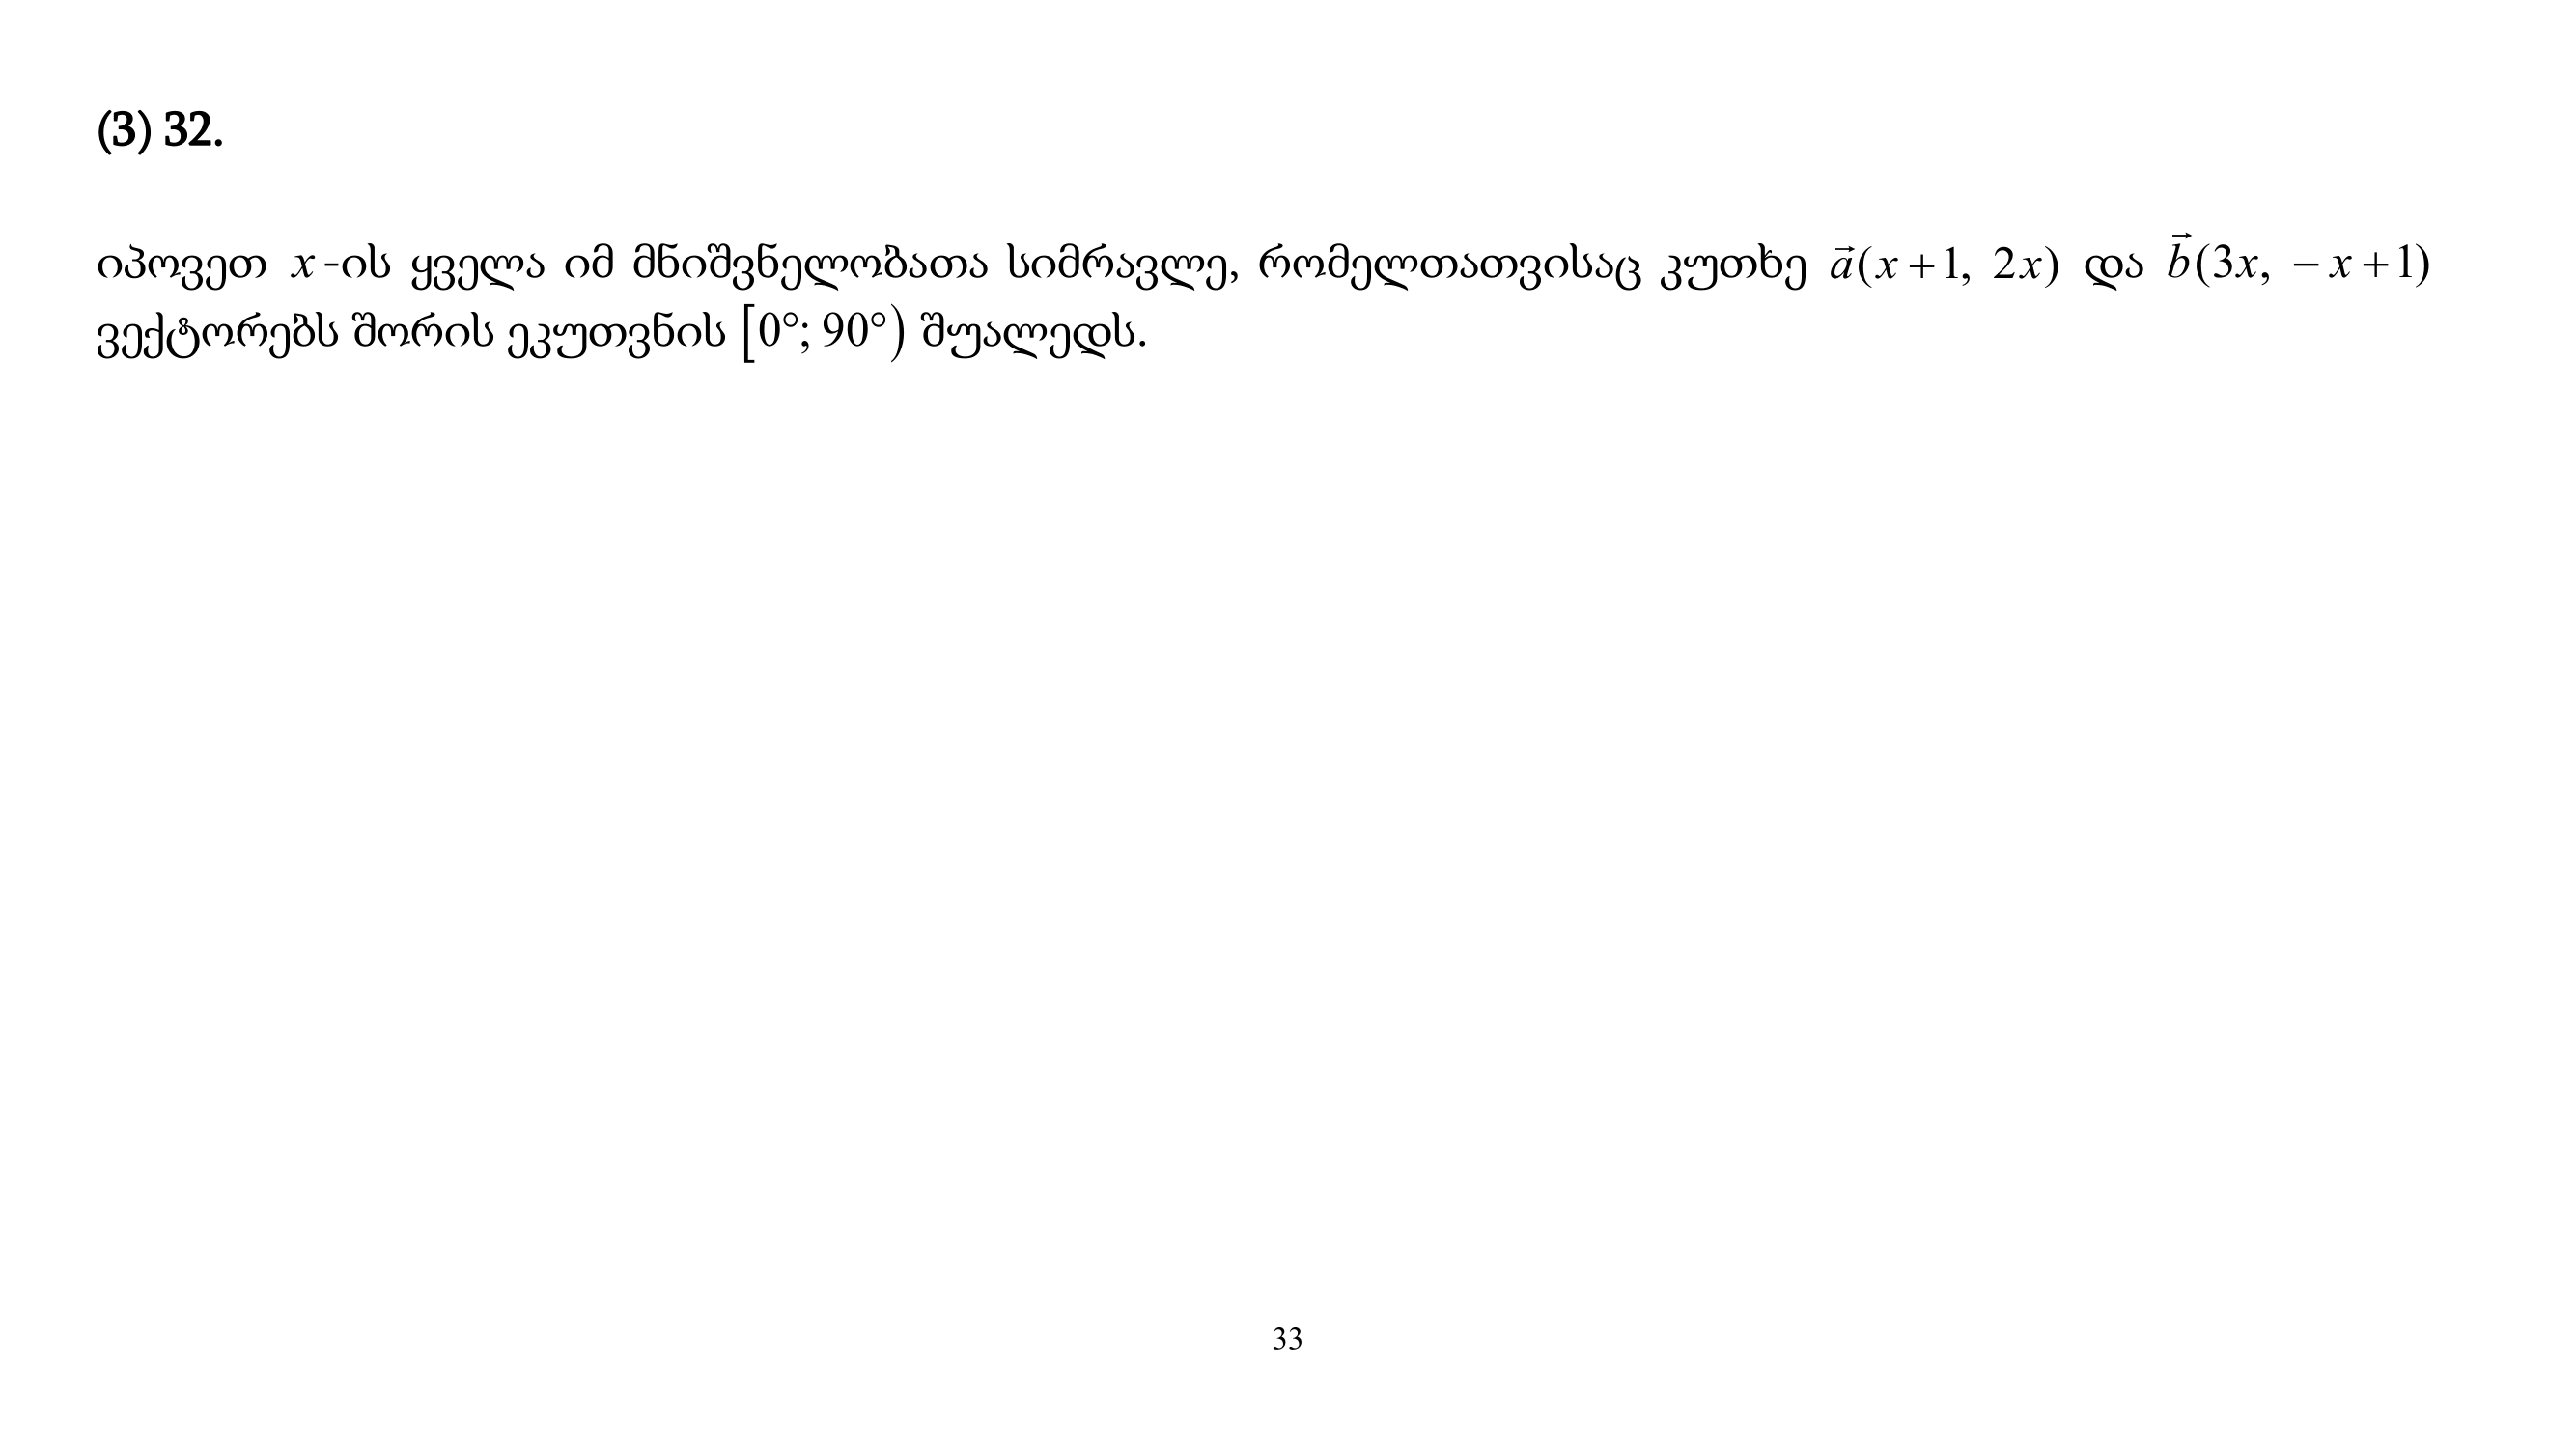 (3) 32.
იპოვეთ x-ის ყველა იმ მნიშვნელობათა სიმრავლე, რომელთათვისაც კუთხე $\vec{a}(x+1, 2x)$ და $\vec{b}(3x, -x+1)$
ვექტორებს შორის ეკუთვნის [0°; 90°) შუალედს.
33